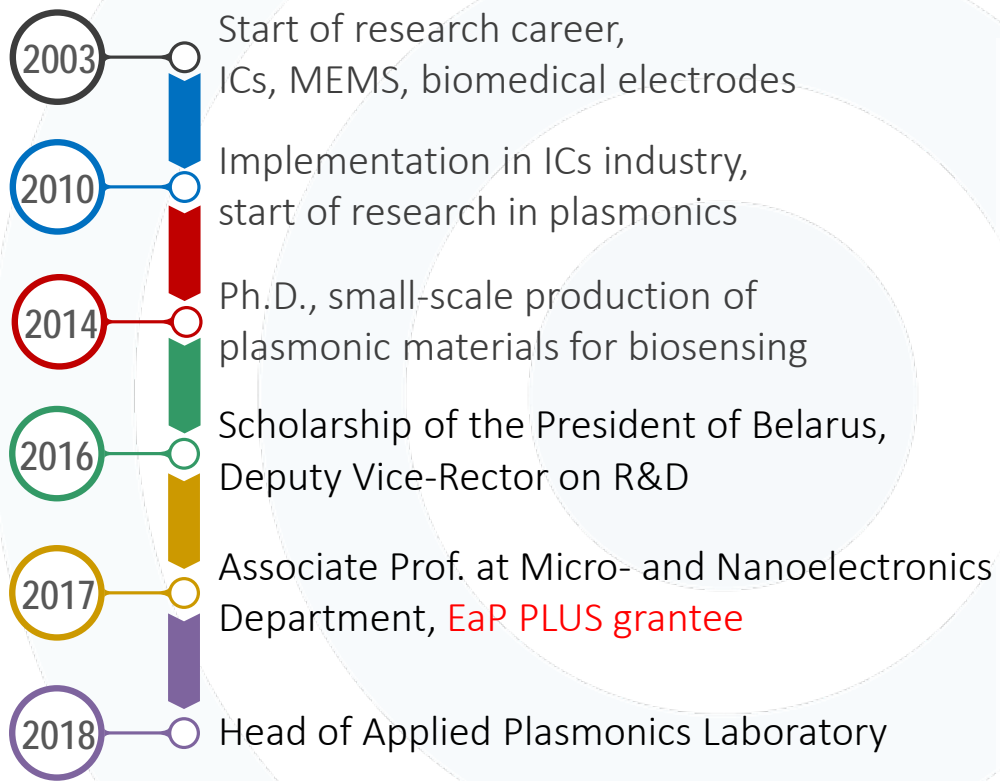 2003
Start of research career,
ICs, MEMS, biomedical electrodes
2010
Implementation in ICs industry,
start of research in plasmonics
2014
Ph.D., small-scale production of
plasmonic materials for biosensing
2016
Scholarship of the President of Belarus,
Deputy Vice-Rector on R&D
2017
Associate Prof. at Micro- and Nanoelectronics
Department, EaP PLUS grantee
2018
Head of Applied Plasmonics Laboratory